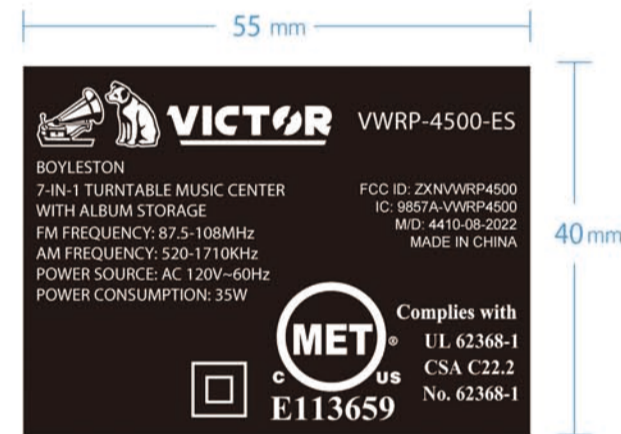 55 mm
VICTOR
VWRP-4500-ES
BOYLESTON
7-IN-1 TURNTABLE MUSIC CENTER
WITH ALBUM STORAGE
FM FREQUENCY: 87.5-108MHz
AM FREQUENCY: 520-1710KHz
POWER SOURCE: AC 120V~60Hz
POWER CONSUMPTION: 35W
FCC ID: ZXNVWRP4500
IC: 9857A-VWRP4500
M/D: 4410-08-2022
MADE IN CHINA
40 mm
MET ®
C US
E113659
Complies with
UL 62368-1
CSA C22.2
No. 62368-1